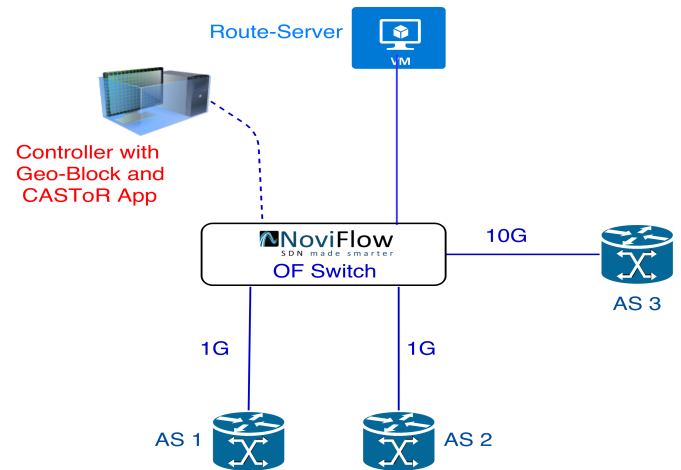 Route-Server
VM
Controller with
Geo-Block and
CASToR App
NoviFlow
SDN made smarter
OF Switch
10G
AS 3
1G
1G
AS 1
AS 2